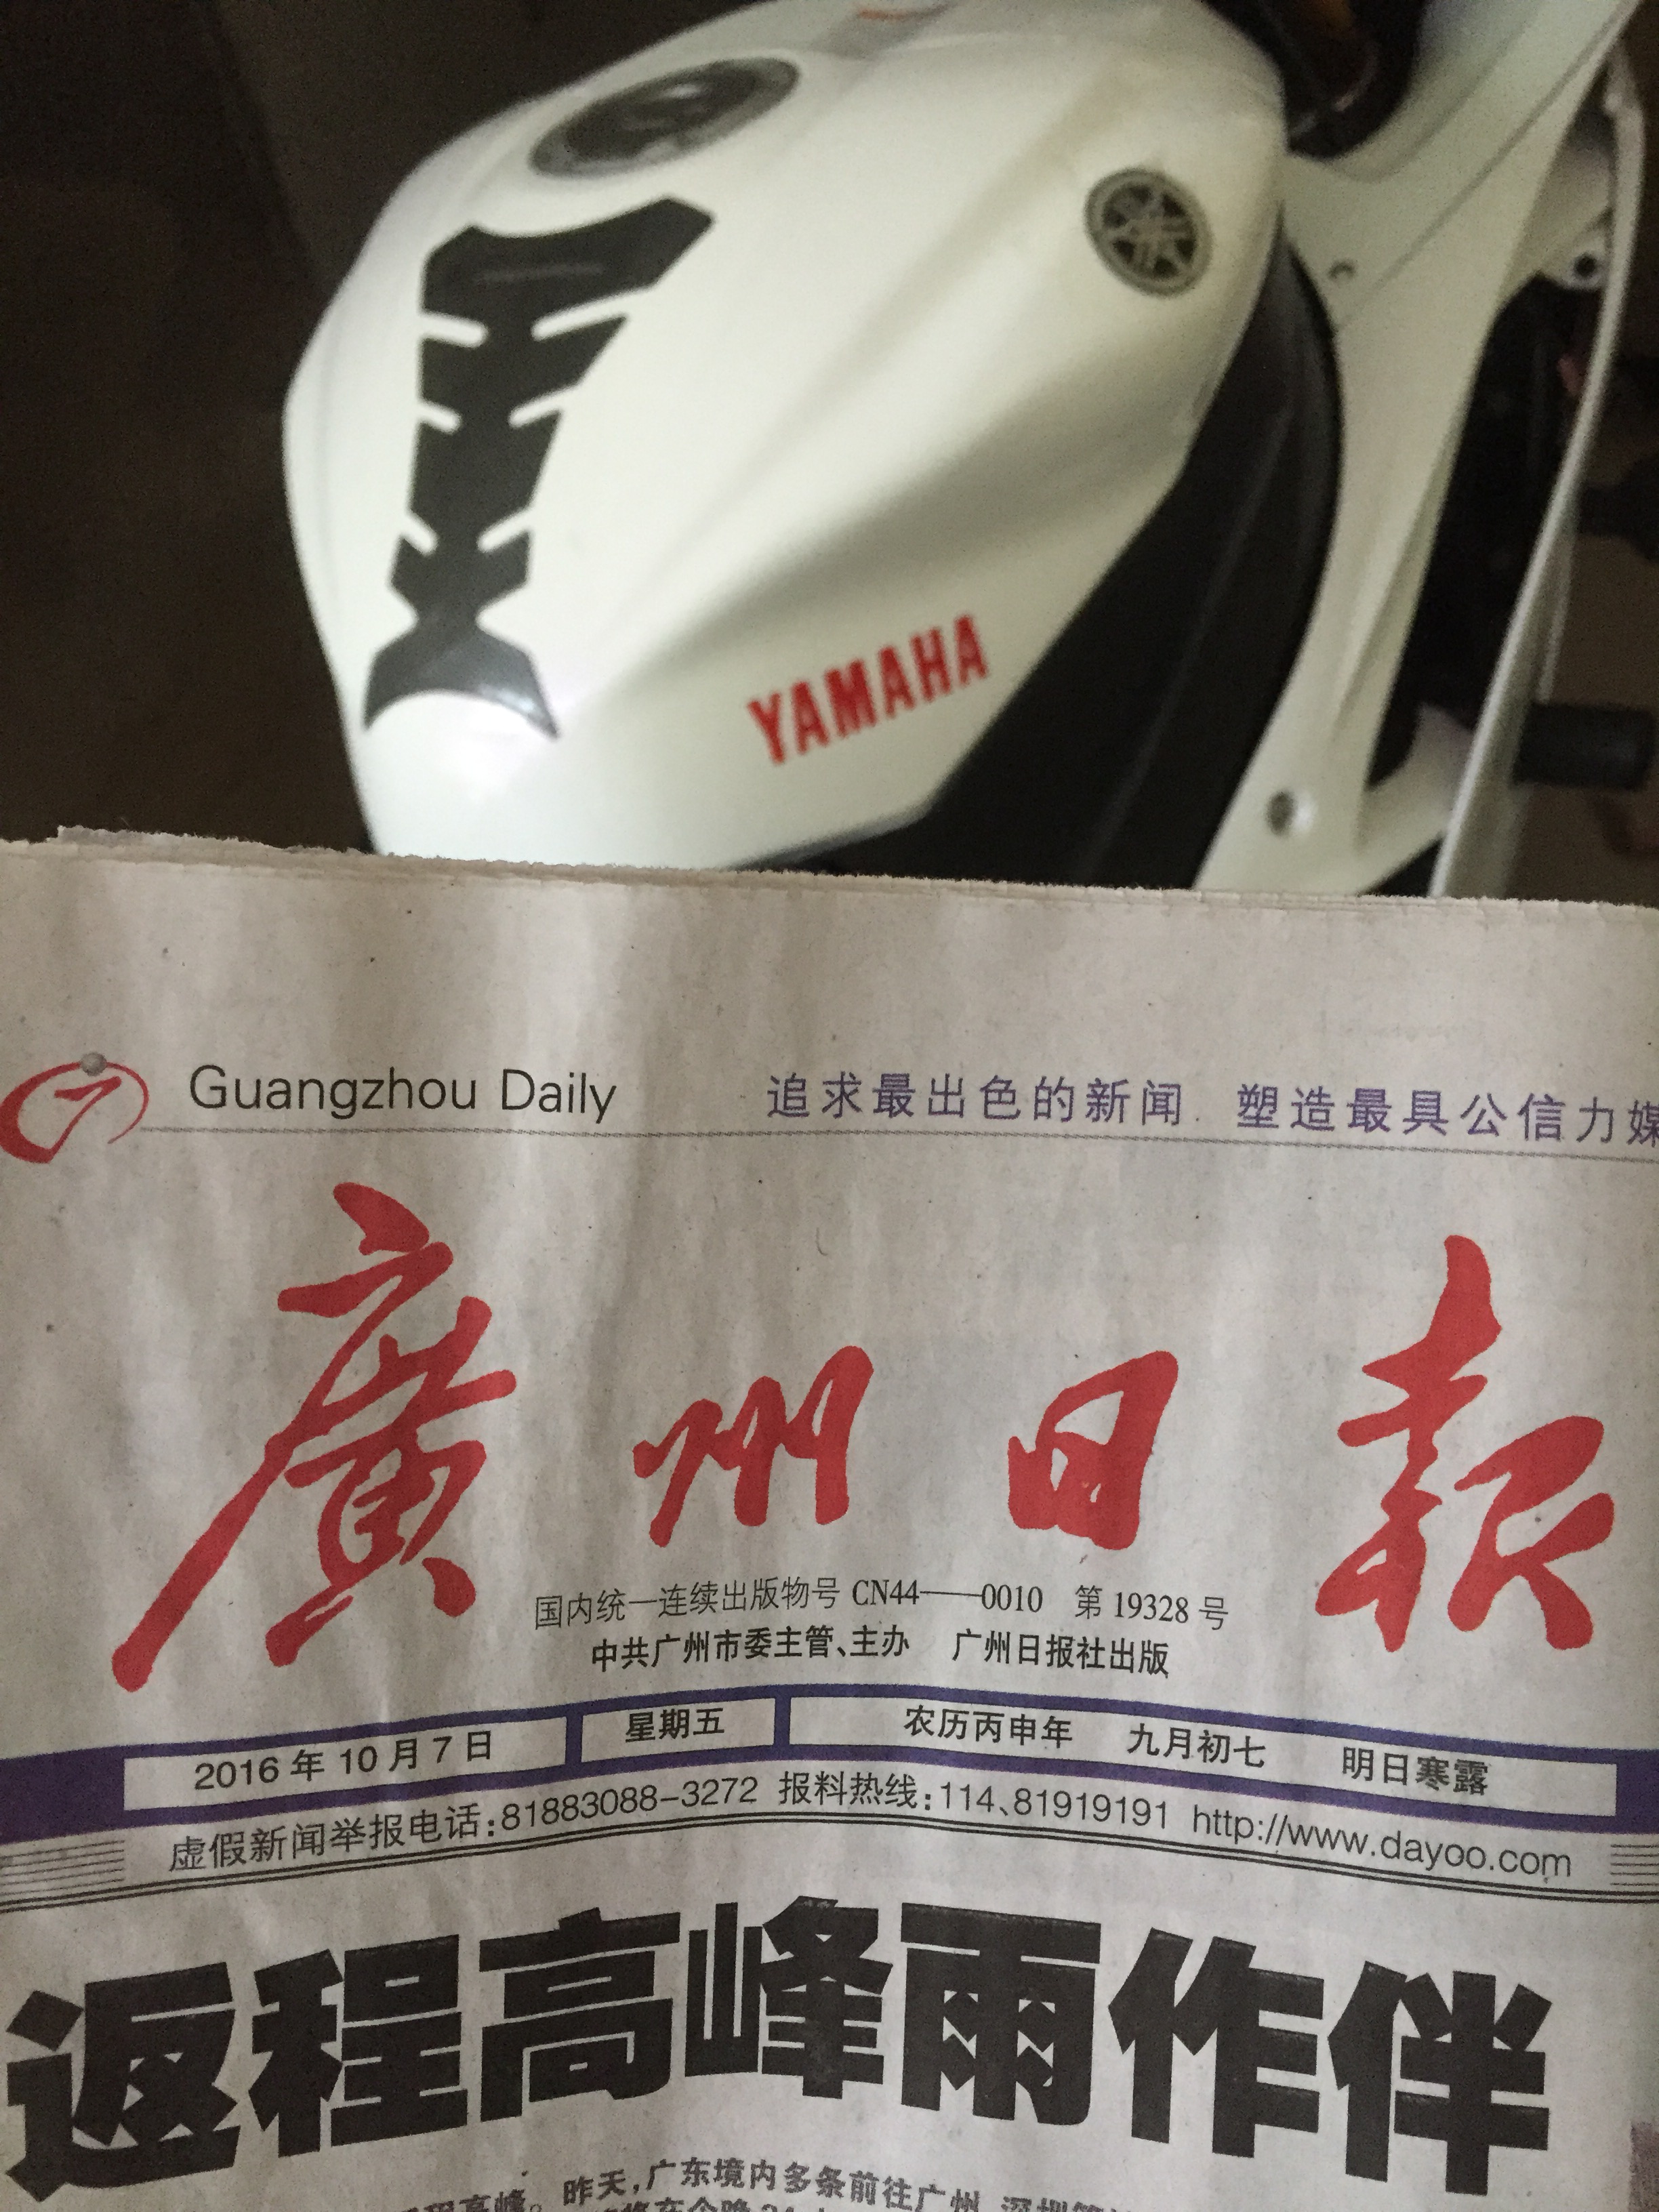 YAMAHA
Guangzhou Daily 追求最出色的新闻 塑造最具公信力媒
廣州日報
国内统一连续出版物号 CN44——0010 第 19328 号
中共广州市委主管、主办 广州日报社出版
2016 年 10 月 7 日 星期五 农历丙申年 九月初七 明日寒露
虚假新闻举报电话:81883088-3272 报料热线:114、81919191 http://www.dayoo.com
返程高峰雨作伴
程高峰。昨天,广东境内多条前往广州、深圳